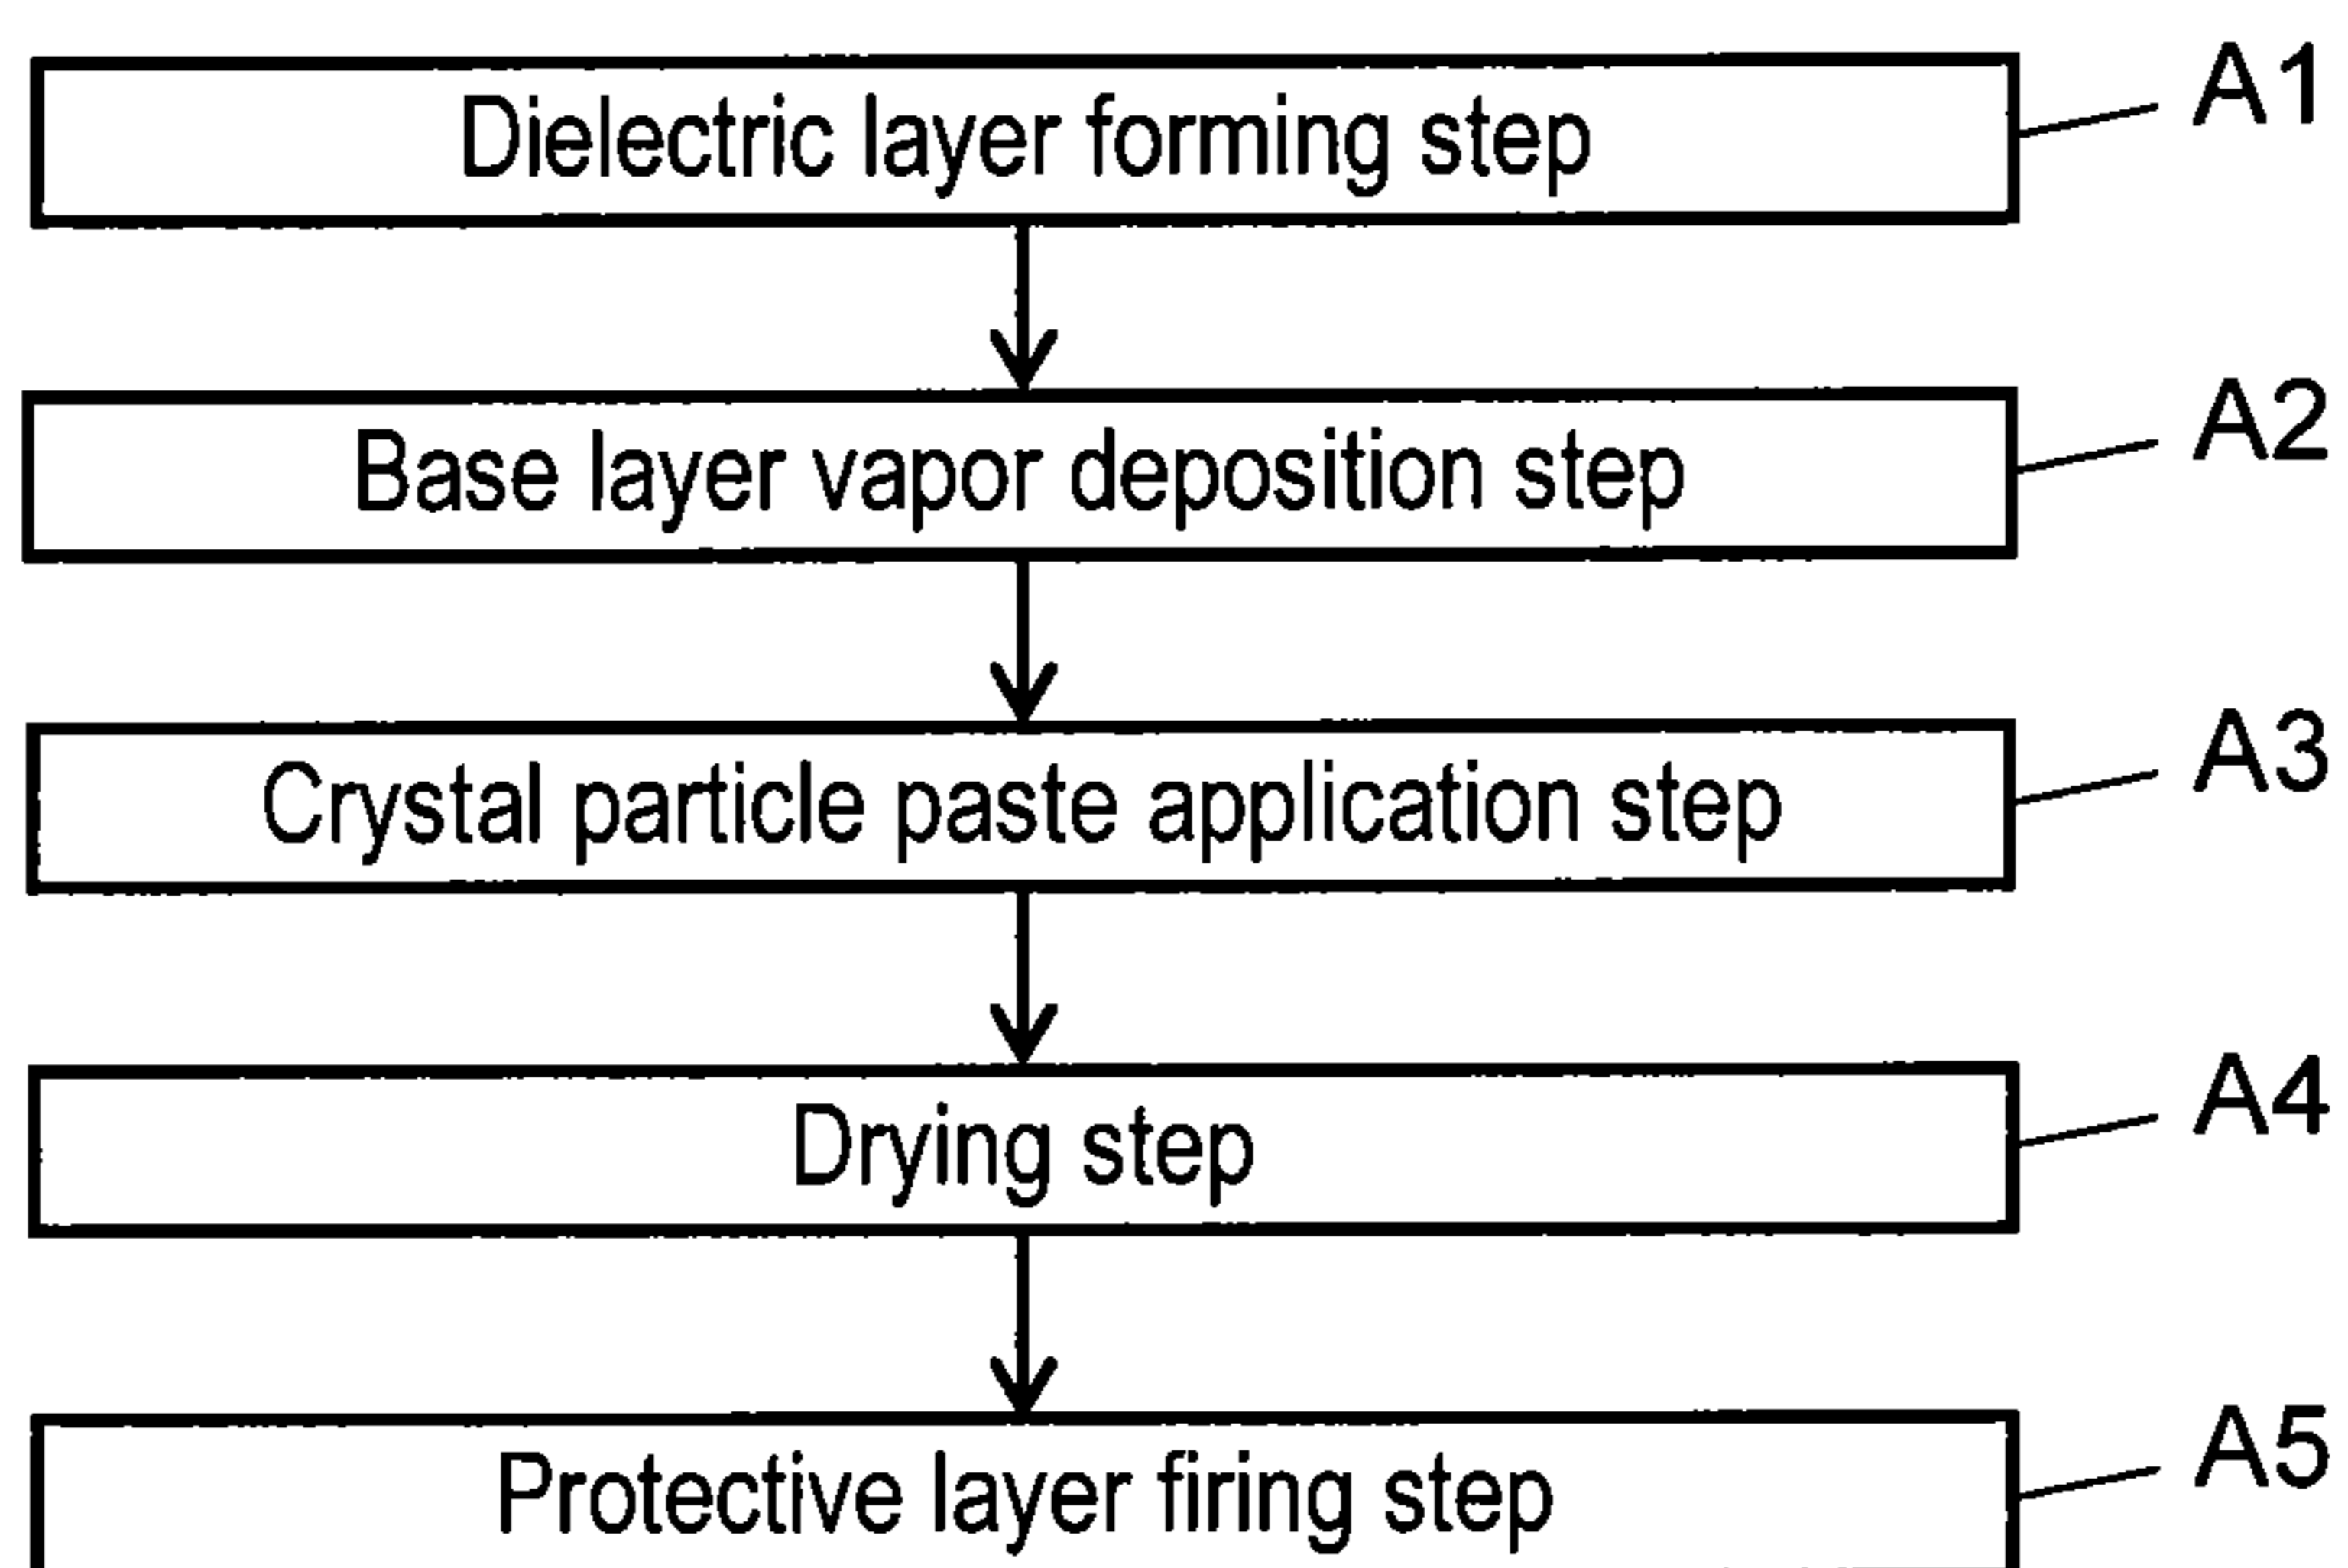 Dielectric layer forming step A1
Base layer vapor deposition step A2
Crystal particle paste application step A3
Drying step A4
Protective layer firing step A5